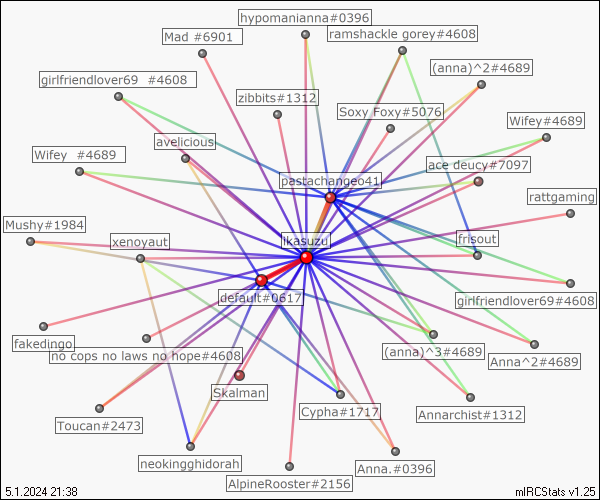 hypomanianna#0396
Mad #6901
ramshackle gorey#4608
(anna)^2#4689
girlfriendlover69 #4608
zibbits#1312
Soxy Foxy#5076
Wifey#4689
avelicious
Wifey #4689
ace deucy#7097
pastachangeo41
rattgaming
Mushy#1984
xenoyaut
ikasuzu
frisout
default#0617
girlfriendlover69#4608
fakedingo
no cops no laws no hope#4608
(anna)^3#4689
Anna^2#4689
Skalman
Toucan#2473
Cypha#1717
Annarchist#1312
neokingghidorah
Anna.#0396
AlpineRooster#2156
5.1.2024 21:38
mIRCStats v1.25